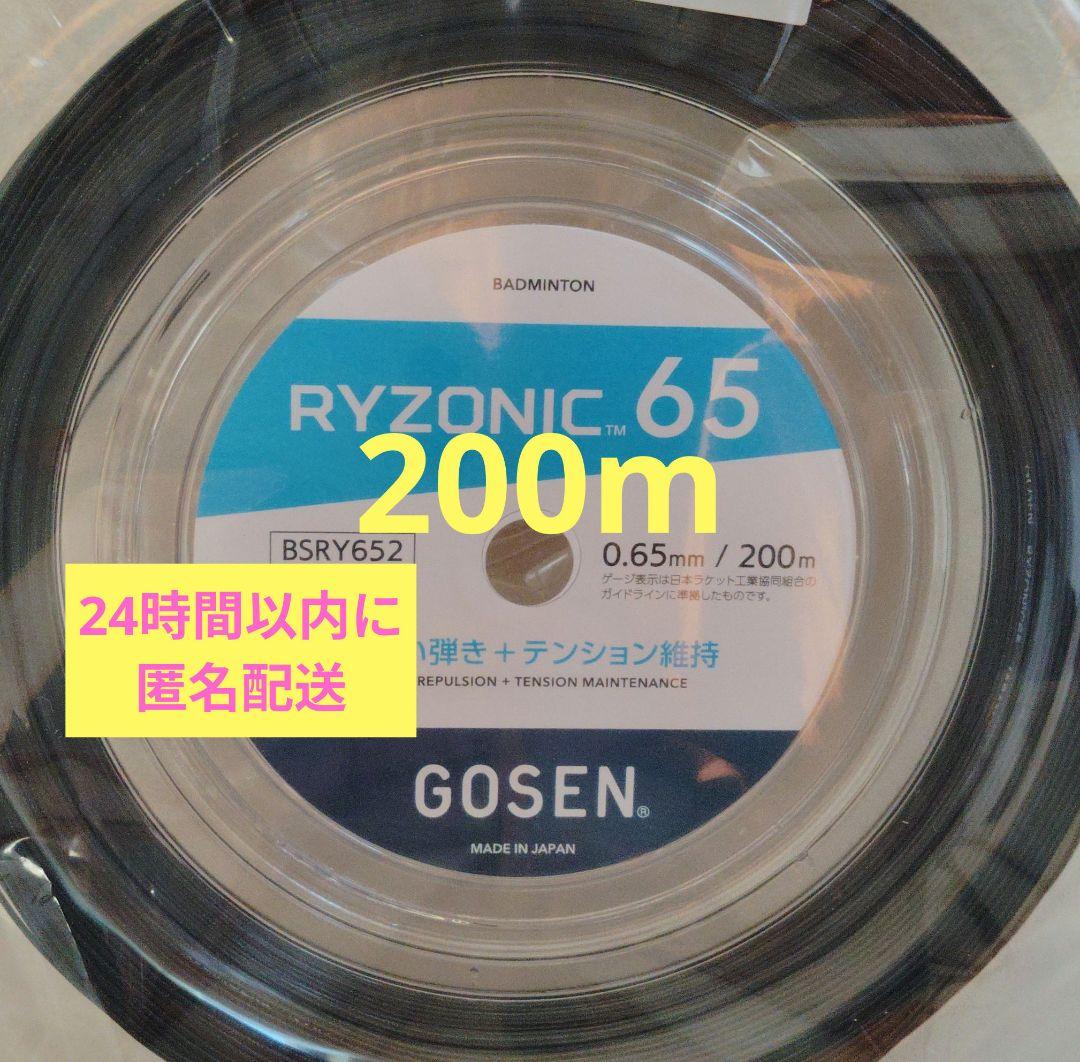 BADMINTON
RYZONIC™ 65
200m
BSRY652
0.65mm / 200m
ゲージ表示は日本ラケット工業協同組合の
ガイドラインに準拠したものです。
24時間以内に
匿名配送
弾き+テンション維持
REPULSION + TENSION MAINTENANCE
GOSEN®
MADE IN JAPAN